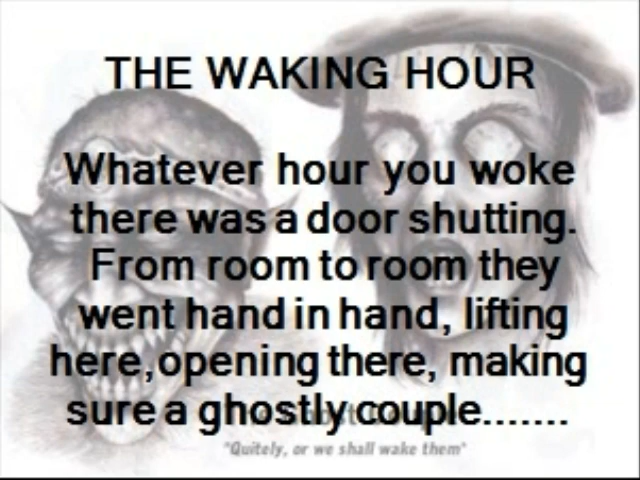 THE WAKING HOUR
Whatever hour you woke
there was a door shutting.
From room to room they
went hand in hand, lifting
here,opening there, making
sure a ghostly couple.......
"Quitely, or we shall wake them"